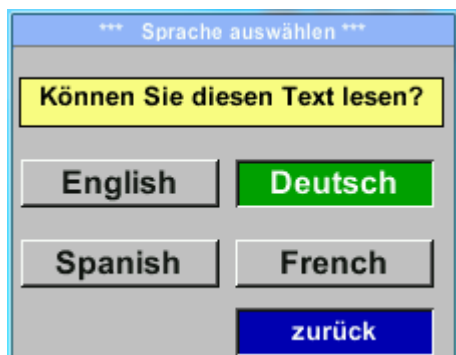 *** Sprache auswählen ***
Können Sie diesen Text lesen?
English Deutsch
Spanish French
zurück